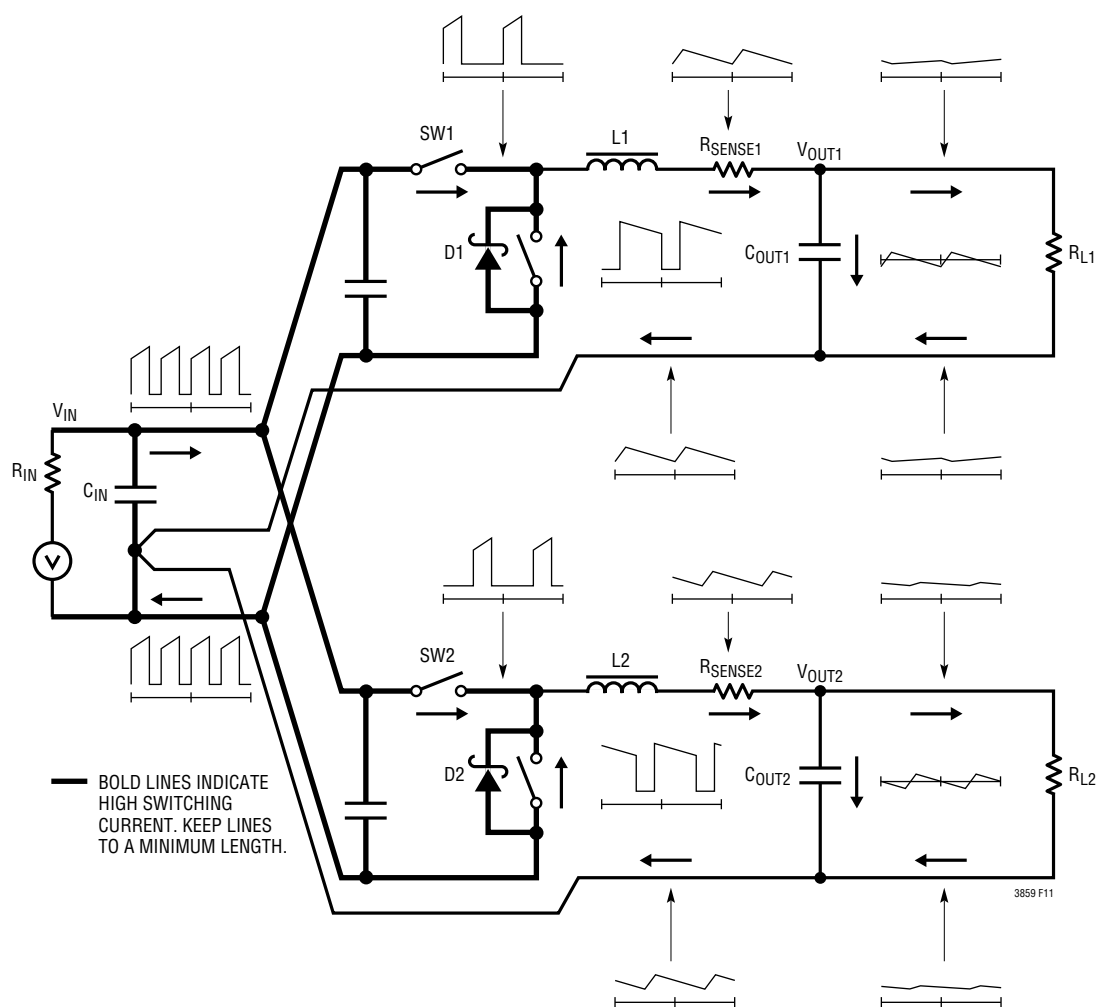 SW1
L1
RSENSE1
VOUT1
D1
COUT1
RL1
VIN
RIN
CIN
V
SW2
L2
RSENSE2
VOUT2
D2
COUT2
RL2
BOLD LINES INDICATE
HIGH SWITCHING
CURRENT. KEEP LINES
TO A MINIMUM LENGTH.
3859 F11